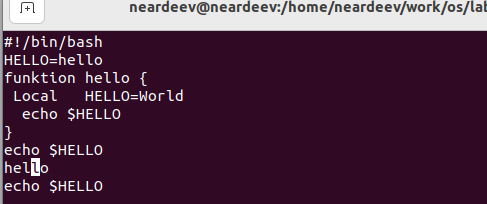 neardeev@neardeev:/home/neardeev/work/os/lab
#!/bin/bash
HELLO=hello
funktion hello {
 Local   HELLO=World
  echo $HELLO
}
echo $HELLO
hello
echo $HELLO